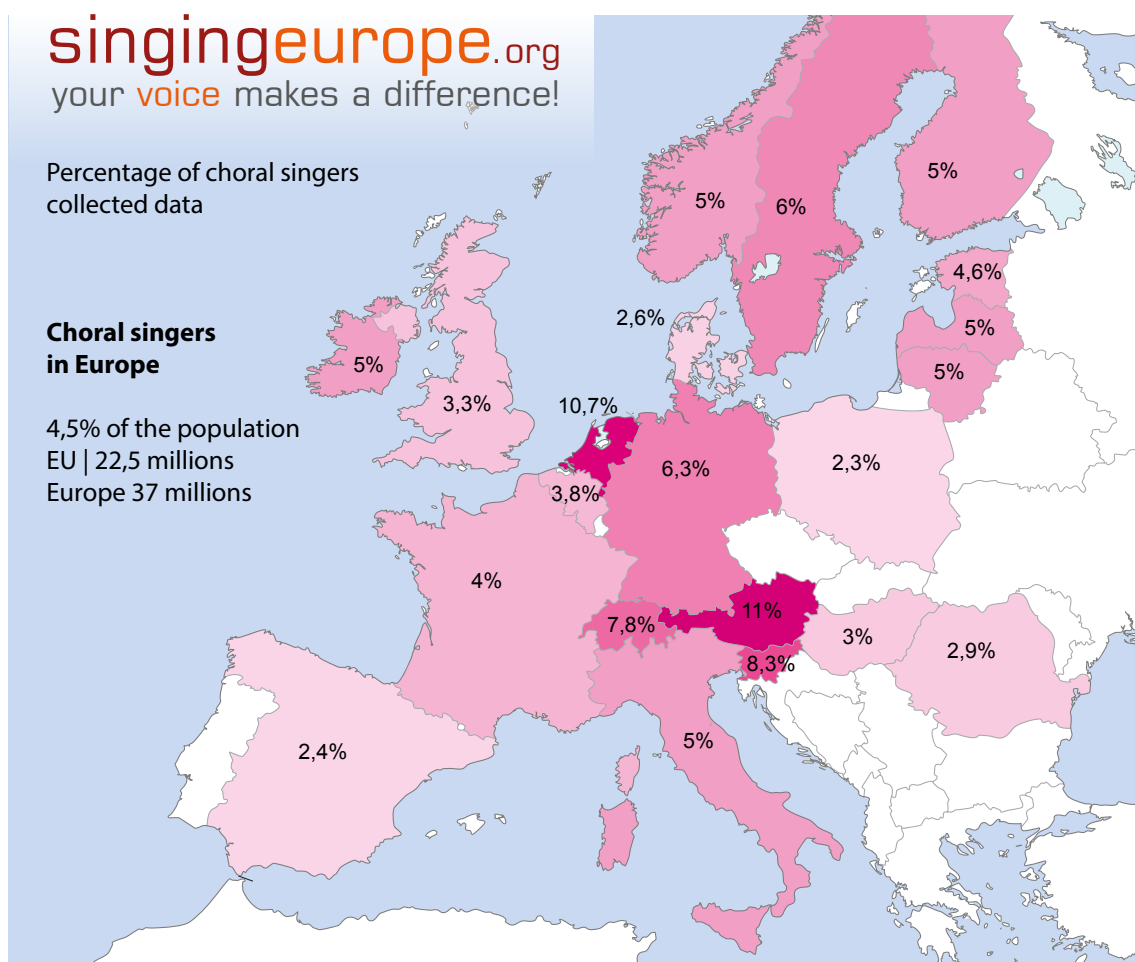 singingeurope.org
your voice makes a difference!
Percentage of choral singers
collected data
Choral singers
in Europe
4,5% of the population
EU | 22,5 millions
Europe 37 millions
5%
6%
5%
4,6%
5%
5%
2,6%
5%
3,3%
10,7%
6,3%
2,3%
3,8%
4%
7,8%
11%
3%
8,3%
2,9%
5%
2,4%